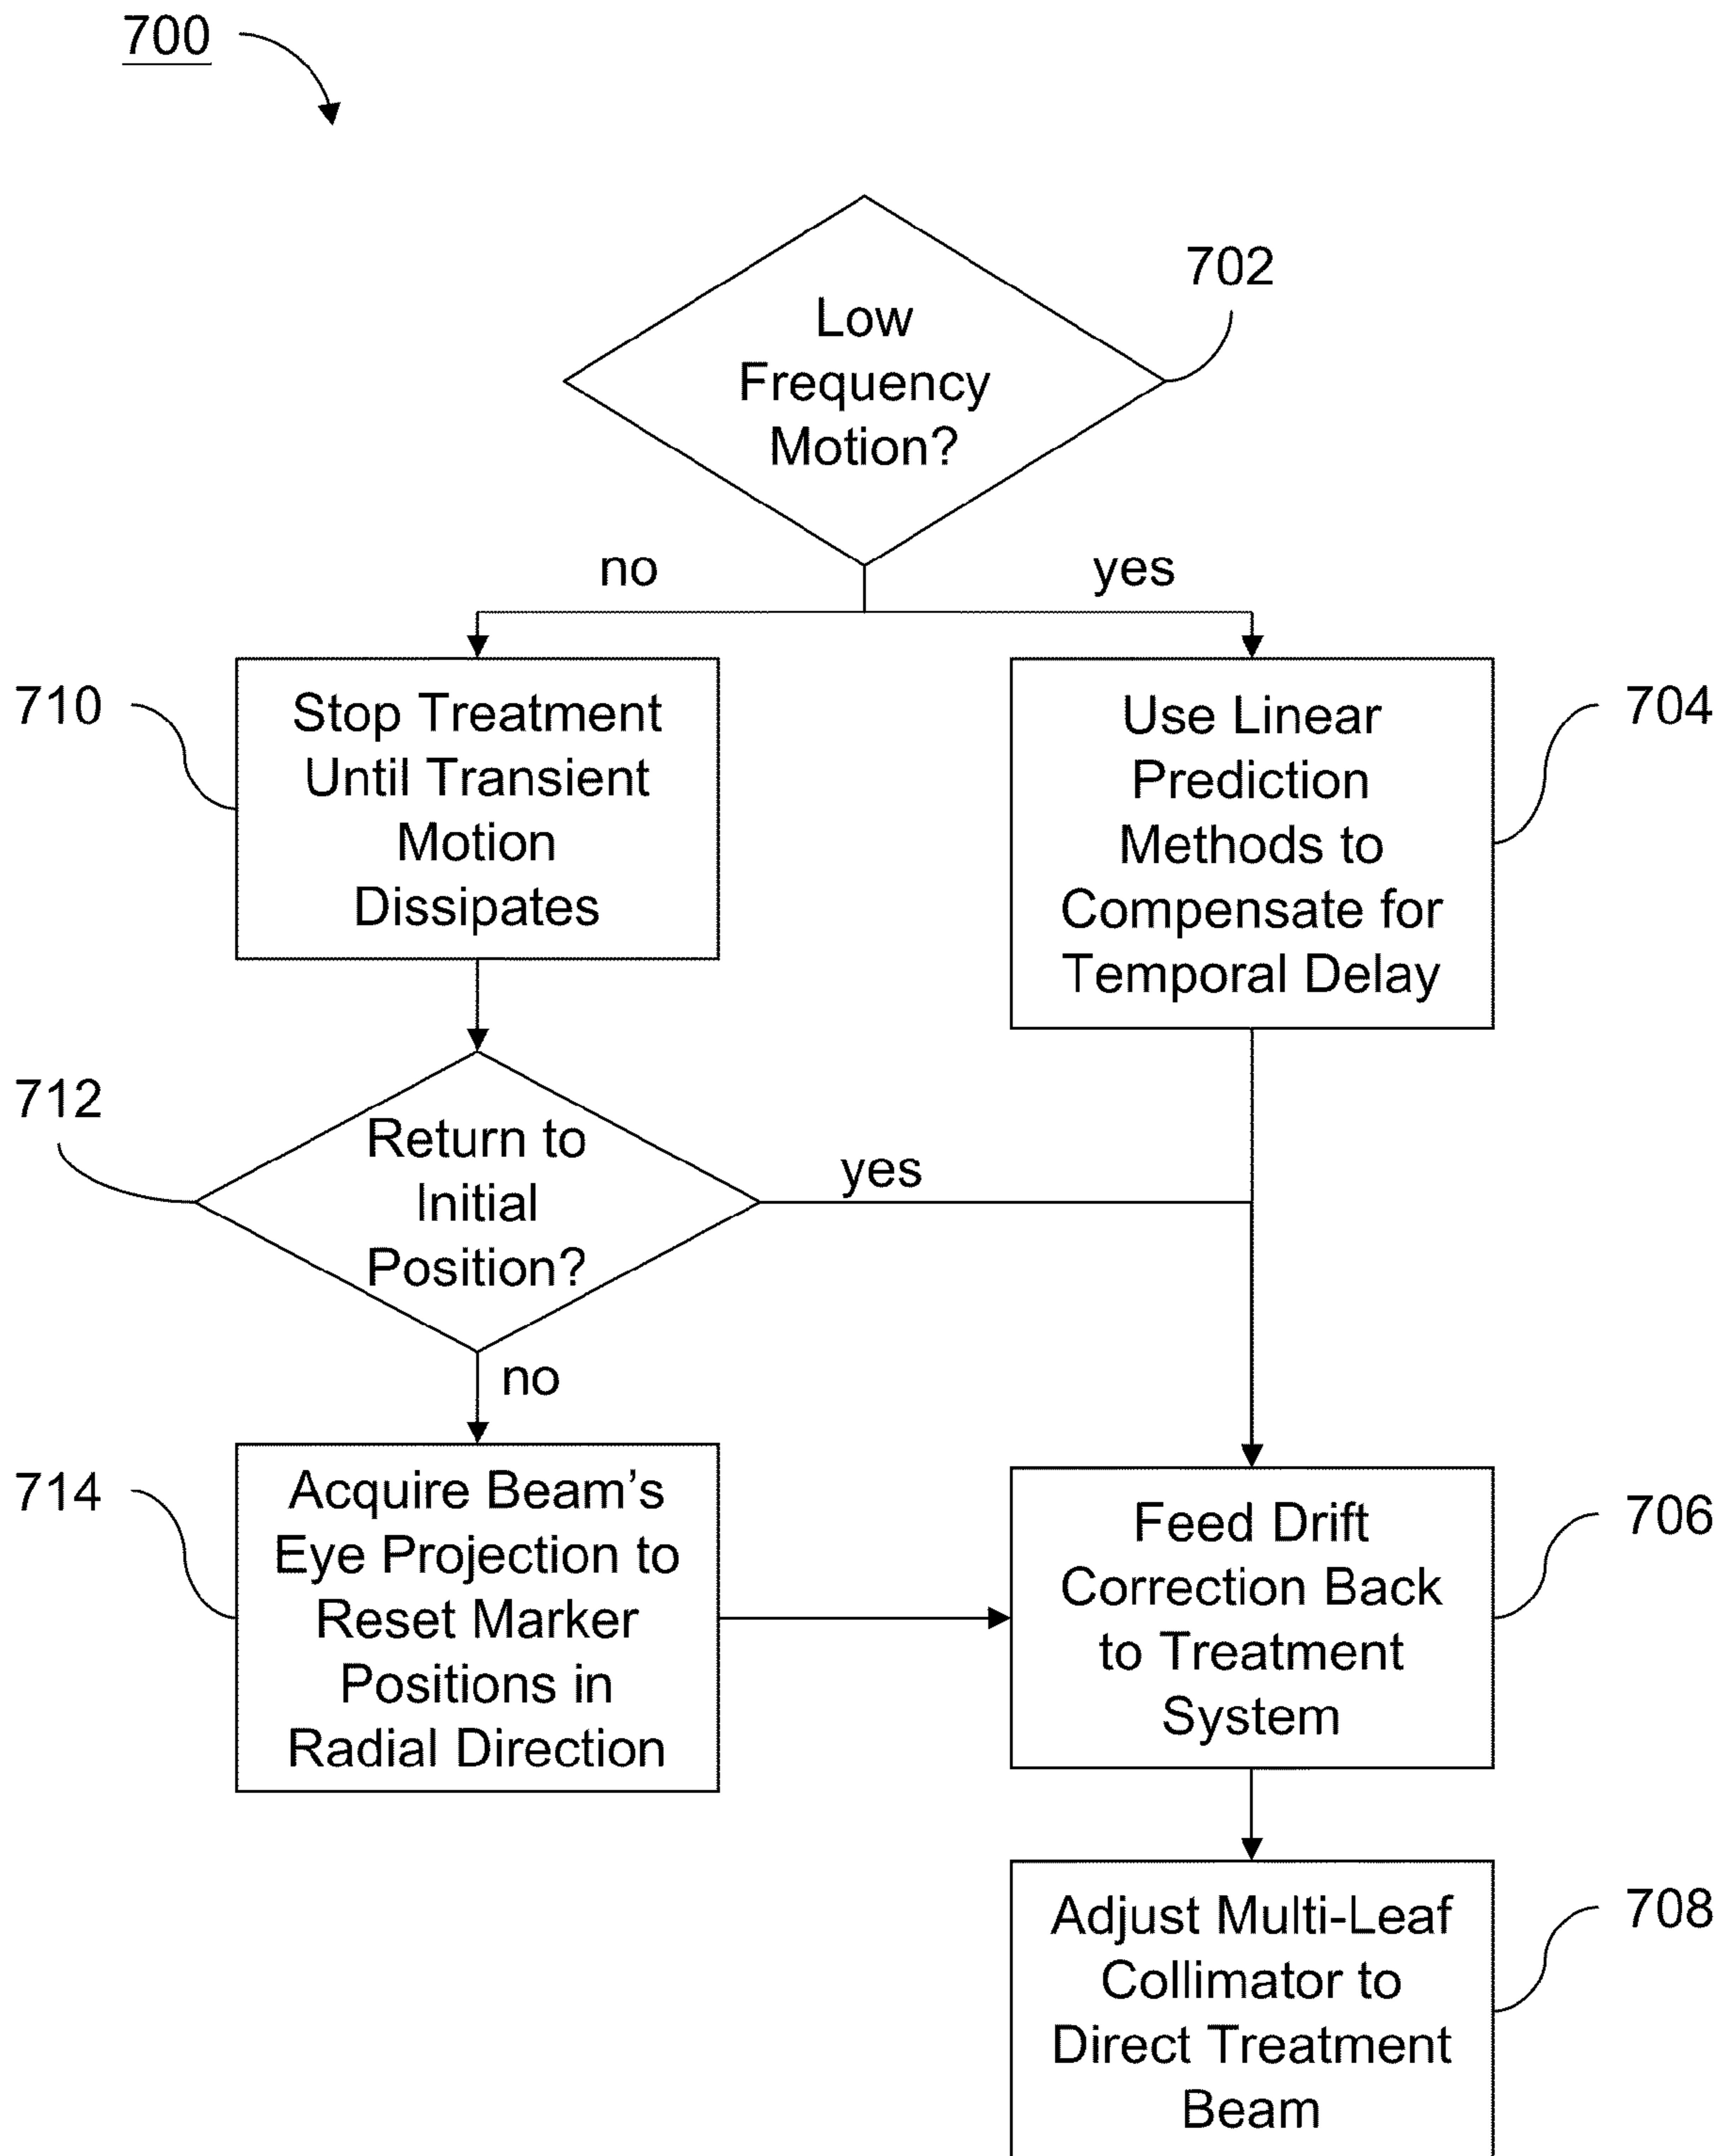 700
702
Low
Frequency
Motion?
no
yes
710
Stop Treatment
Until Transient
Motion
Dissipates
704
Use Linear
Prediction
Methods to
Compensate for
Temporal Delay
712
Return to
Initial
Position?
yes
no
714
Acquire Beam's
Eye Projection to
Reset Marker
Positions in
Radial Direction
706
Feed Drift
Correction Back
to Treatment
System
708
Adjust Multi-Leaf
Collimator to
Direct Treatment
Beam